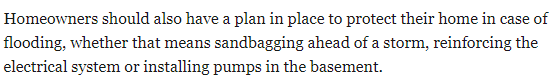 Homeowners should also have a plan in place to protect their home in case of
flooding, whether that means sandbagging ahead of a storm, reinforcing the
electrical system or installing pumps in the basement.